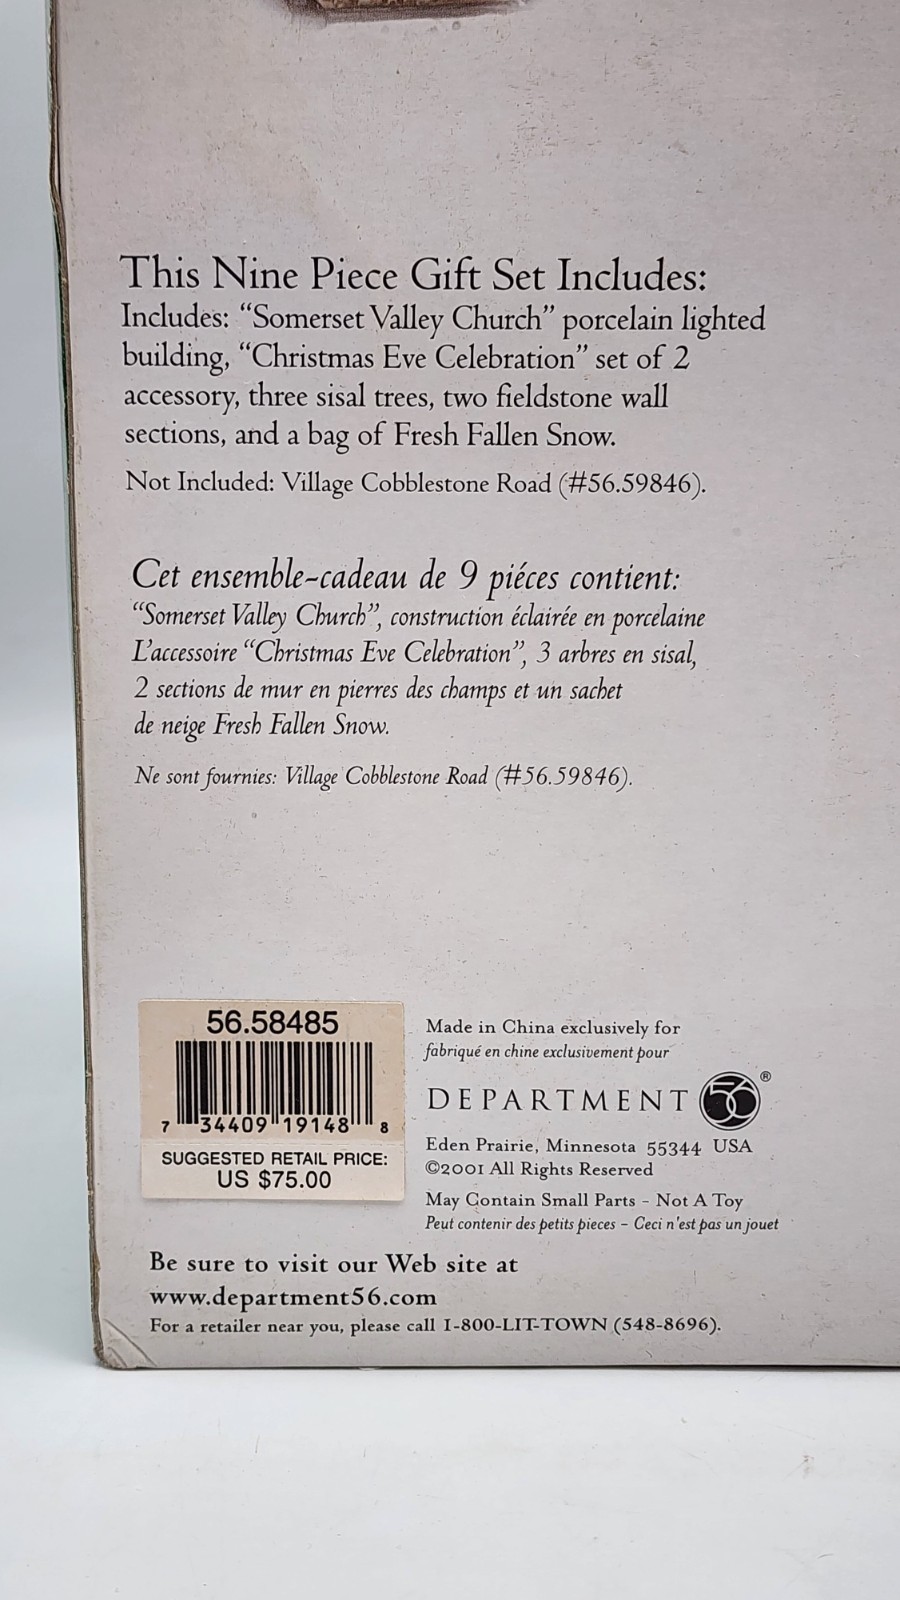 This Nine Piece Gift Set Includes:
Includes: “Somerset Valley Church” porcelain lighted
building, “Christmas Eve Celebration” set of 2
accessory, three sisal trees, two fieldstone wall
sections, and a bag of Fresh Fallen Snow.
Not Included: Village Cobblestone Road (#56.59846).
Cet ensemble-cadeau de 9 piéces contient:
“Somerset Valley Church”, construction éclairée en porcelaine
L'accessoire “Christmas Eve Celebration”, 3 arbres en sisal,
2 sections de mur en pierres des champs et un sachet
de neige Fresh Fallen Snow.
Ne sont fournies: Village Cobblestone Road (#56.59846).
56.58485
7 34409 19148 8
SUGGESTED RETAIL PRICE:
US $75.00
Made in China exclusively for
fabriqué en chine exclusivement pour
DEPARTMENT 56®
Eden Prairie, Minnesota 55344 USA
©2001 All Rights Reserved
May Contain Small Parts - Not A Toy
Peut contenir des petits pieces - Ceci n'est pas un jouet
Be sure to visit our Web site at
www.department56.com
For a retailer near you, please call 1-800-LIT-TOWN (548-8696).